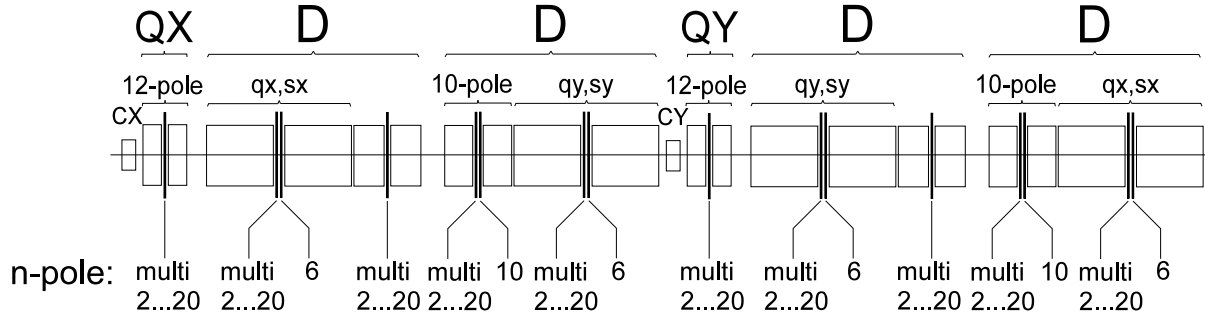 QX D D QY D D
12-pole qx,sx 10-pole qy,sy 12-pole qy,sy 10-pole qx,sx
CX CY
n-pole: multi multi 6 multi multi 10 multi 6 multi multi 6 multi multi 10 multi 6
2...20 2...20 2...20 2...20 2...20 2...20 2...20 2...20 2...20 2...20